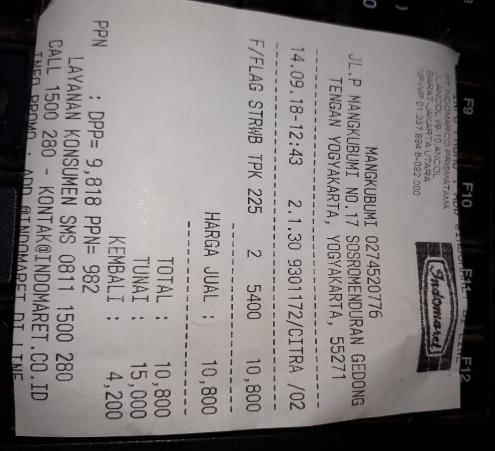 Indomaret
PT INDOMARCO PRISMATAMA
JL.ANCOL I/9-10 ANCOL
BARAT-JAKARTA UTARA
NPWP 01.337.994.6-092.000
MANGKUBUMI 0274520776
JL.P MANGKUBUMI NO.17 SOSROMENDURAN GEDONG
TENGAN YOGYAKARTA, YOGYAKARTA, 55271
14.09.18-12:43 2.1.30 9301172/CITRA /02
F/FLAG STRWB TPK 225 2 5400 10,800
HARGA JUAL : 10,800
TOTAL : 10,800
TUNAI : 15,000
KEMBALI : 4,200
PPN : DPP= 9,818 PPN= 982
LAYANAN KONSUMEN SMS 0811 1500 280
CALL 1500 280 - KONTAK@INDOMARET.CO.ID
INFO PROMO : ADD @INDOMARET DI LINE
F9
F10
F11
F12